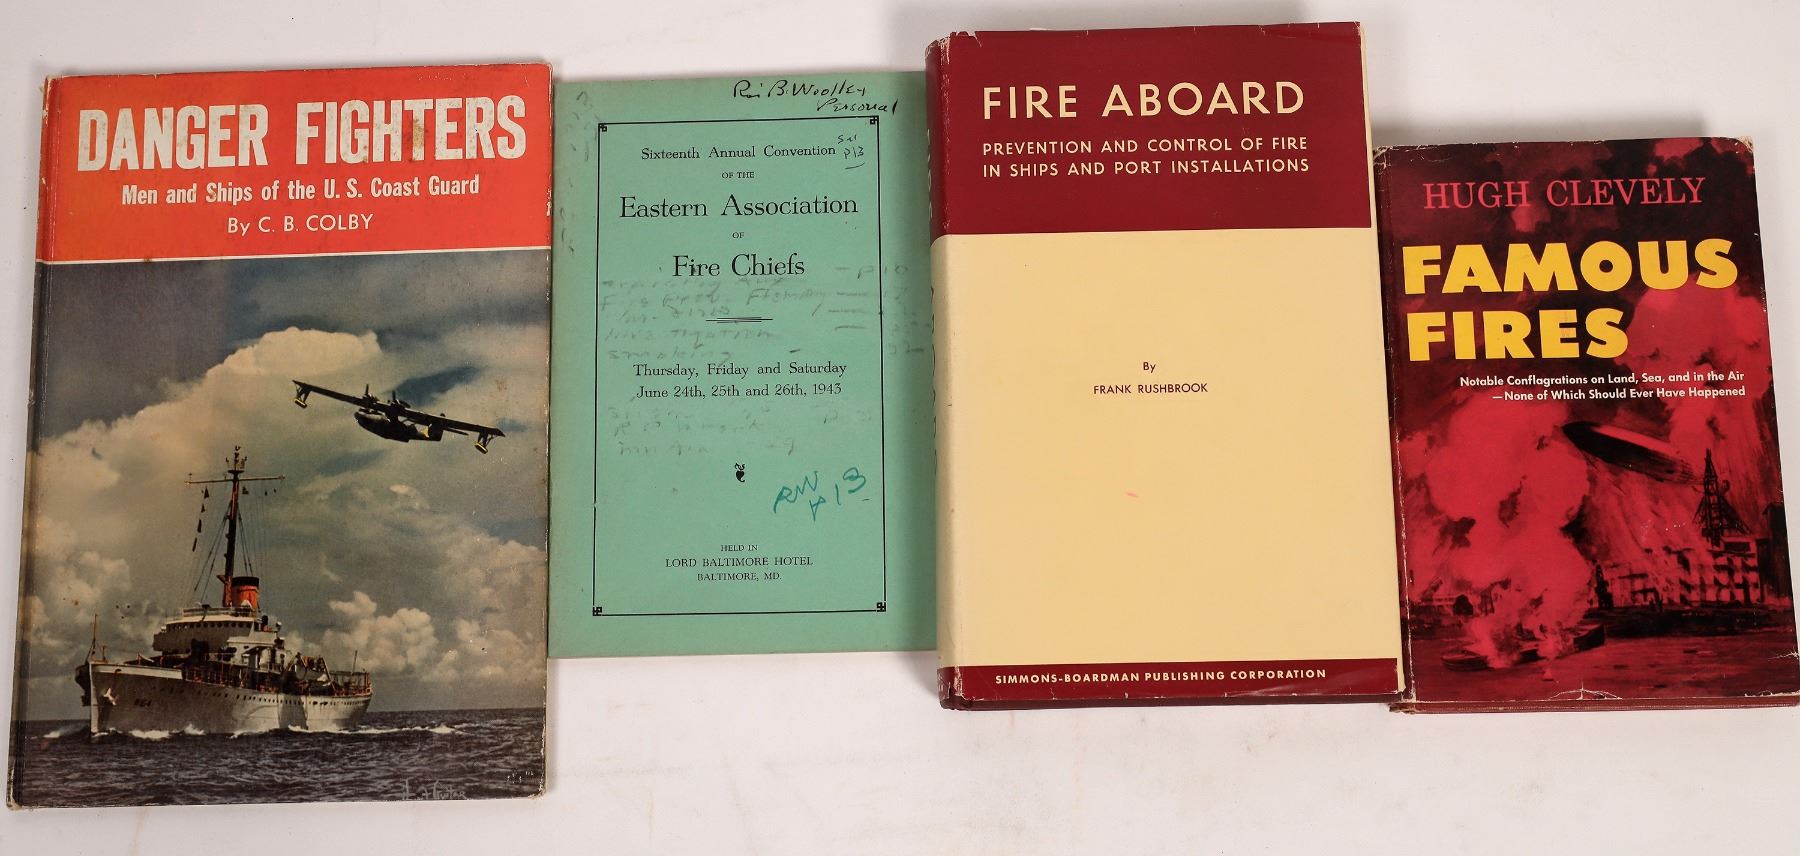 DANGER FIGHTERS
Men and Ships of the U. S. Coast Guard
By C. B. COLBY
B. Woolley
Personal
Sixteenth Annual Convention
p13
OF THE
Eastern Association
OF
Fire Chiefs
Thursday, Friday and Saturday
June 24th, 25th and 26th, 1943
smoking
RW
p 13
HELD IN
LORD BALTIMORE HOTEL
BALTIMORE, MD.
FIRE ABOARD
PREVENTION AND CONTROL OF FIRE
IN SHIPS AND PORT INSTALLATIONS
By
FRANK RUSHBROOK
SIMMONS-BOARDMAN PUBLISHING CORPORATION
HUGH CLEVELY
FAMOUS
FIRES
Notable Conflagrations on Land, Sea, and in the Air
—None of Which Should Ever Have Happened